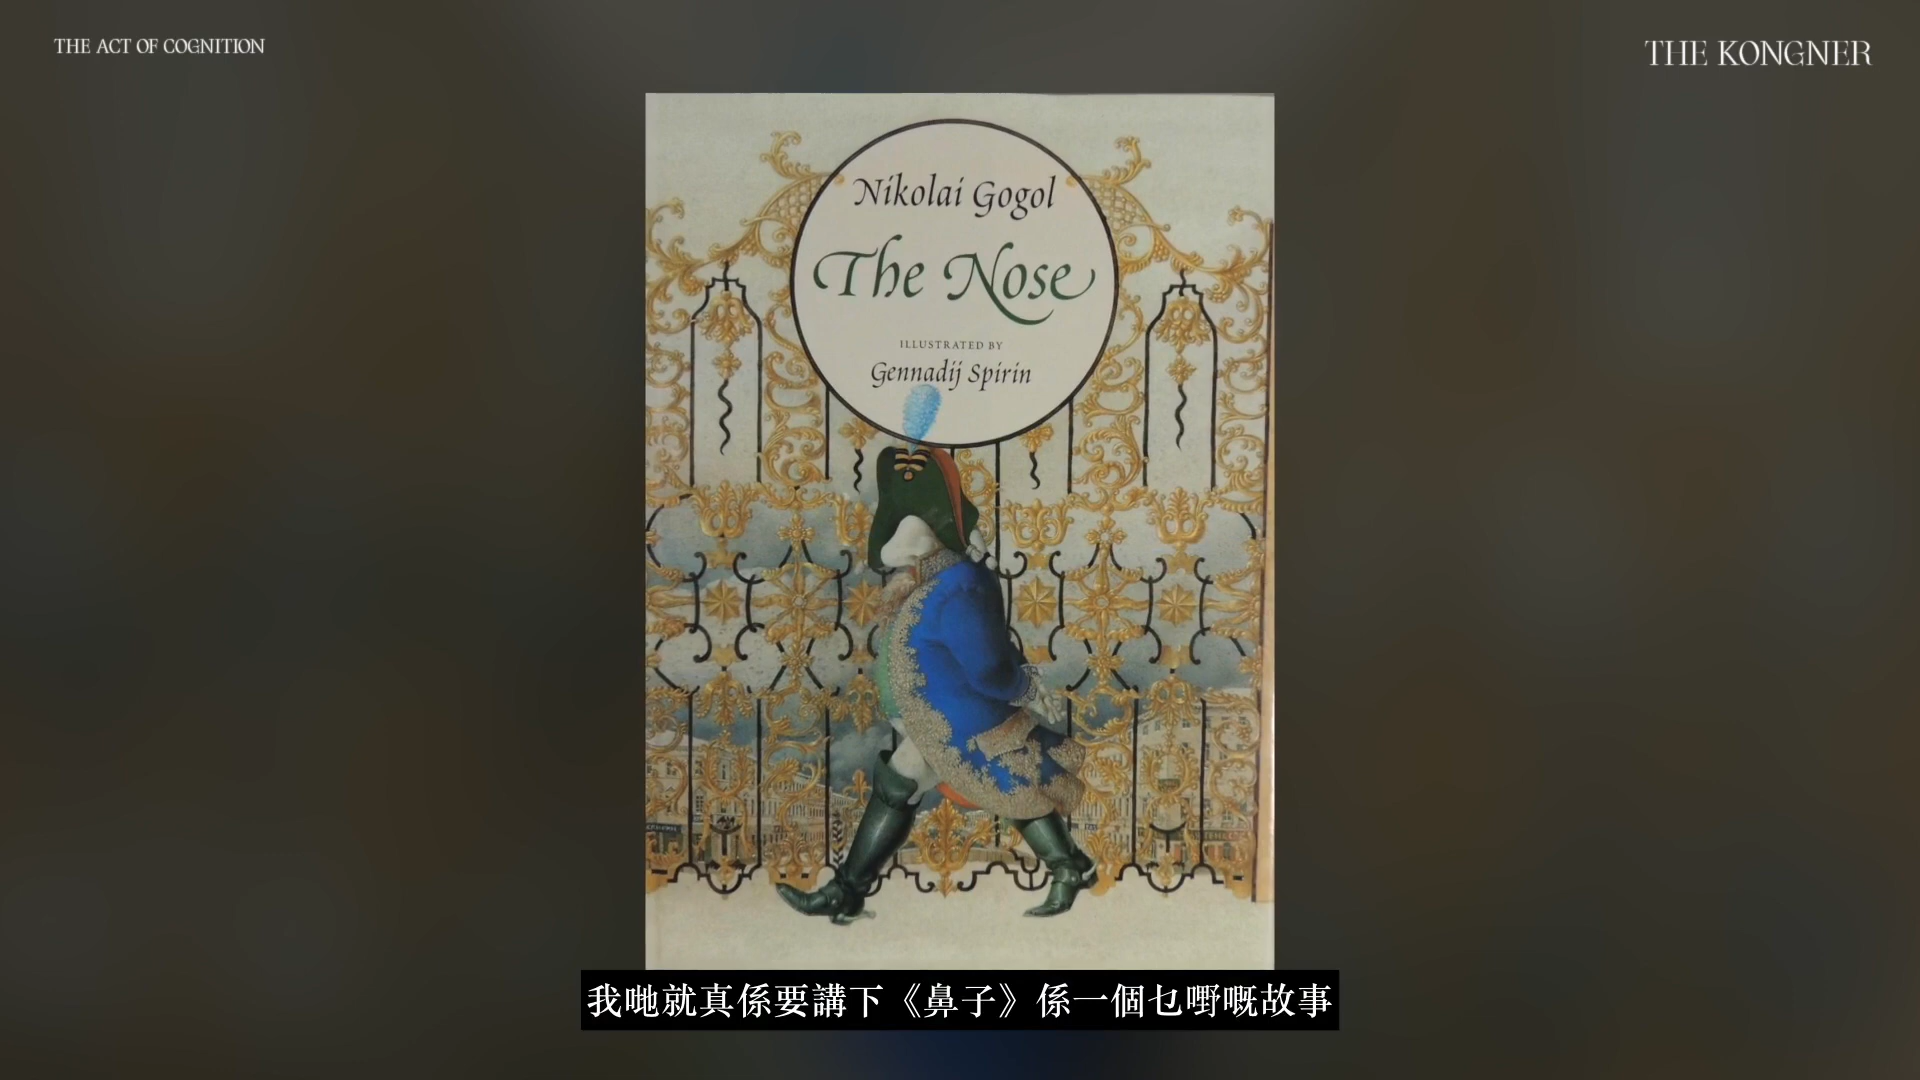 THE ACT OF COGNITION
THE KONGNER
Nikolai Gogol
The Nose
ILLUSTRATED BY
Gennadij Spirin
我哋就真係要講下《鼻子》係一個乜嘢嘅故事